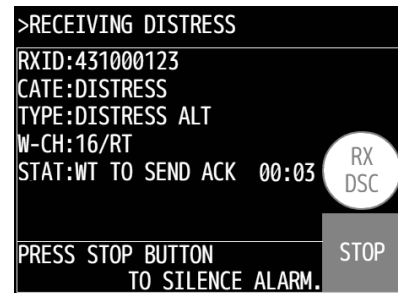 >RECEIVING DISTRESS
RXID:431000123
CATE:DISTRESS
TYPE:DISTRESS ALT
W-CH:16/RT
STAT:WT TO SEND ACK 00:03
RX
DSC
PRESS STOP BUTTON
TO SILENCE ALARM.
STOP